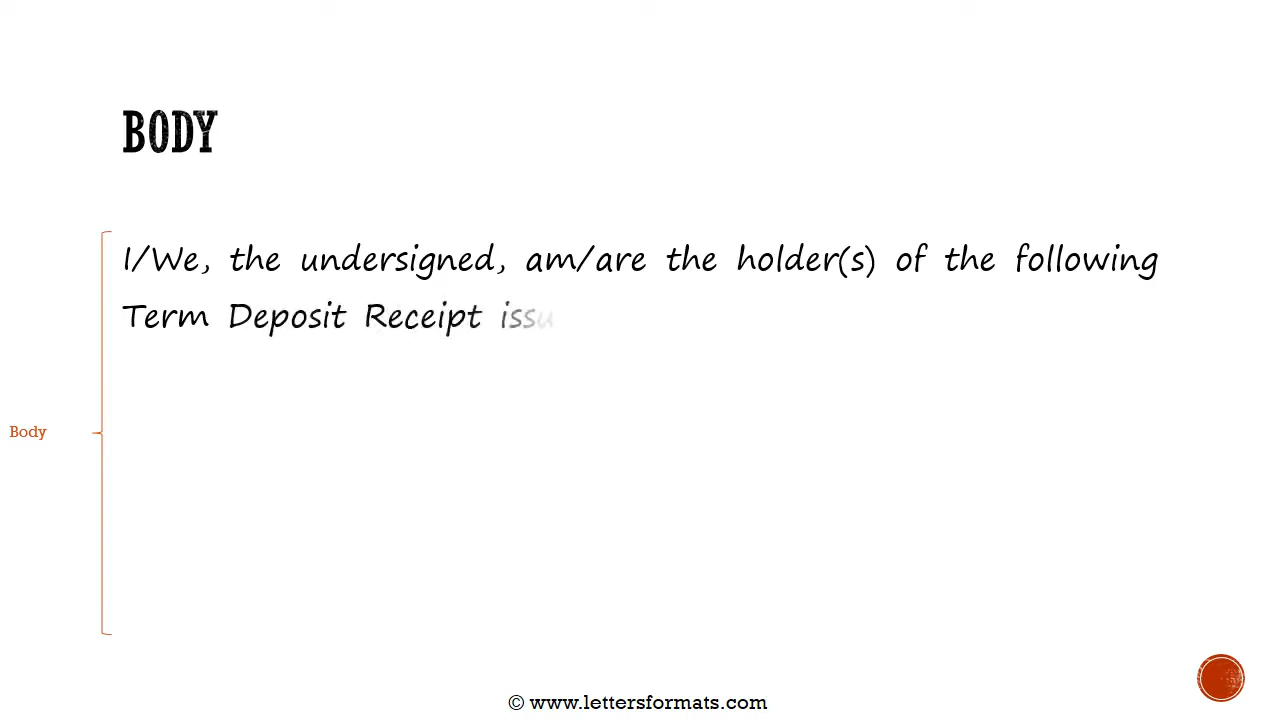 BODY
I/We, the undersigned, am/are the holder(s) of the following
Term Deposit Receipt
Body
© www.lettersformats.com